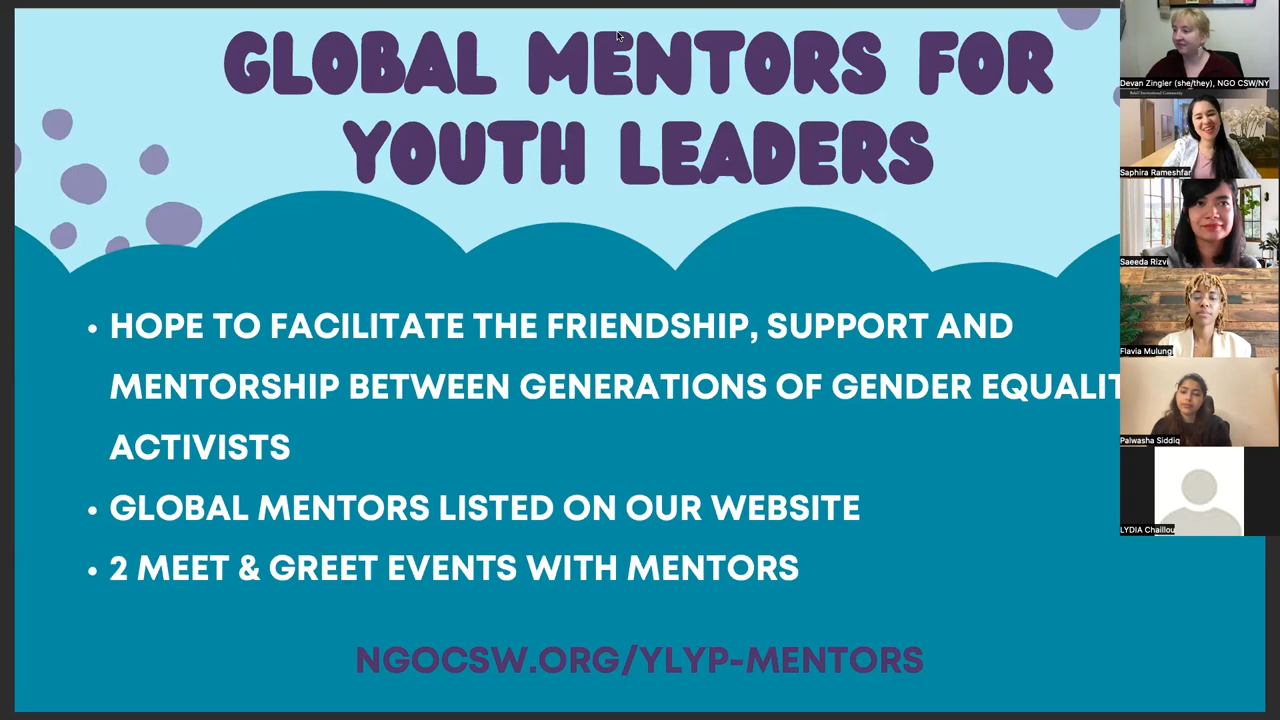 GLOBAL MENTORS FOR
YOUTH LEADERS
• HOPE TO FACILITATE THE FRIENDSHIP, SUPPORT AND
MENTORSHIP BETWEEN GENERATIONS OF GENDER EQUALIT
ACTIVISTS
• GLOBAL MENTORS LISTED ON OUR WEBSITE
• 2 MEET & GREET EVENTS WITH MENTORS
NGOCSW.ORG/YLYP-MENTORS
Devan Zingler (she/they), NGO CSW/NY
Saphira Rameshfar
Saeeda Rizvi
Flavia Mulungi
Palwasha Siddiq
LYDIA Chaillou